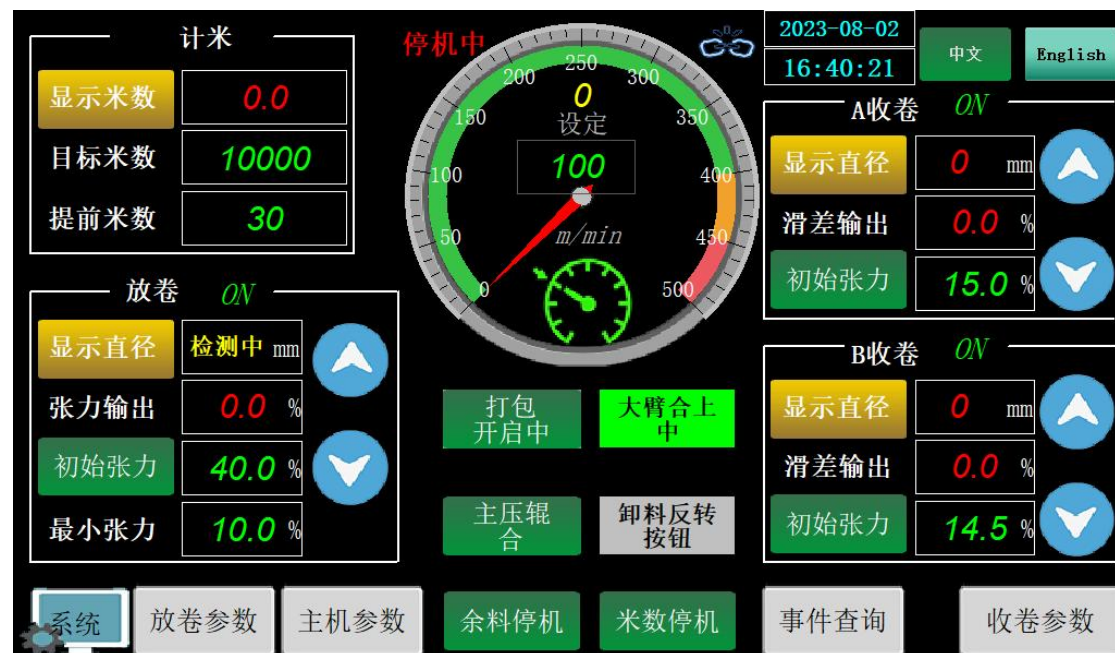 计米
显示米数 0.0
目标米数 10000
提前米数 30
放卷 ON
显示直径 检测中 mm
张力输出 0.0 %
初始张力 40.0 %
最小张力 10.0 %
停机中
0
50
100
150
200
250
300
350
400
450
500
0
设定
100
m/min
打包
开启中
大臂合上
中
主压辊
合
卸料反转
按钮
2023-08-02
16:40:21
中文
English
A收卷 ON
显示直径 0 mm
滑差输出 0.0 %
初始张力 15.0 %
B收卷 ON
显示直径 0 mm
滑差输出 0.0 %
初始张力 14.5 %
系统
放卷参数
主机参数
余料停机
米数停机
事件查询
收卷参数